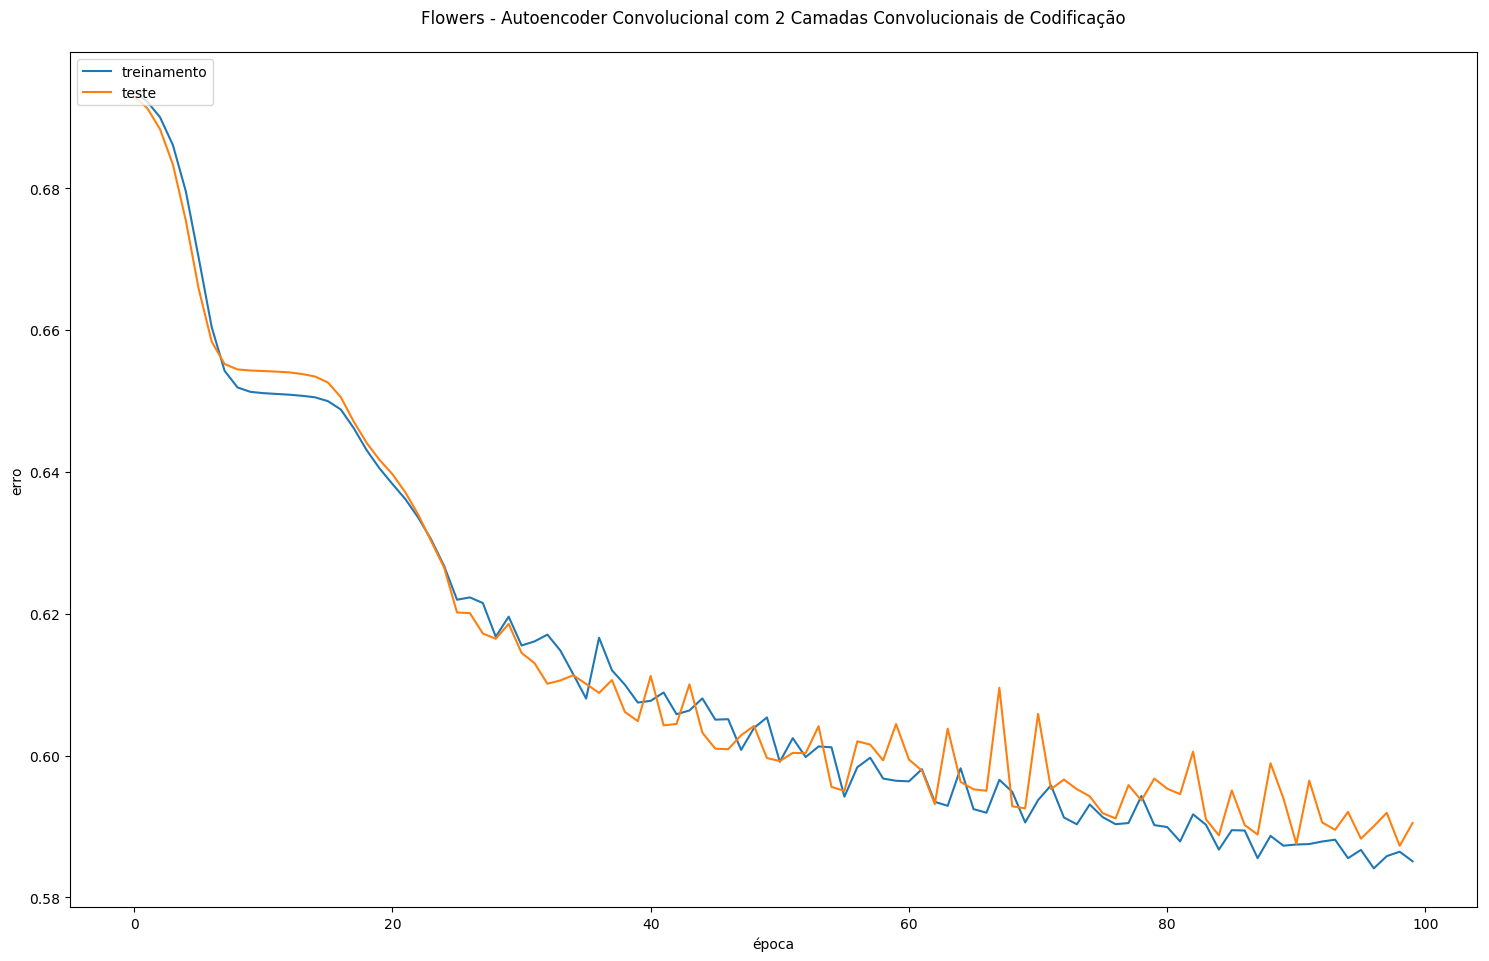 Flowers - Autoencoder Convolucional com 2 Camadas Convolucionais de Codificação
treinamento
teste
0.68
0.66
0.64
0.62
0.60
0.58
erro
0 20 40 60 80 100
época